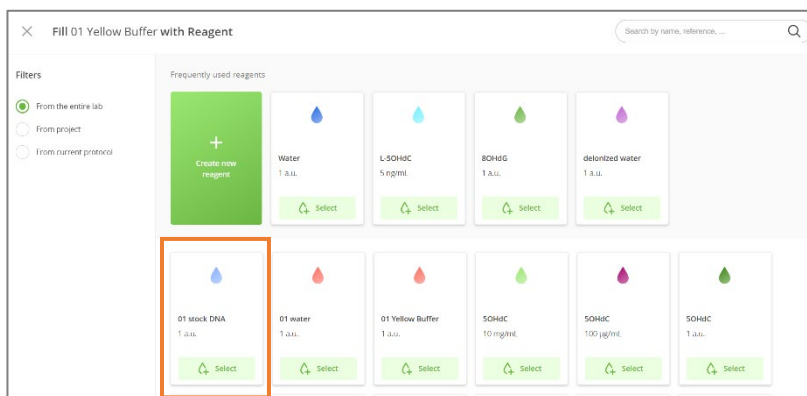 Fill 01 Yellow Buffer with Reagent
Search by name, reference, ...
Filters
Frequently used reagents
From the entire lab
From project
From current protocol
Create new
reagent
Water
1 a.u.
Select
L-5OHdC
5 ng/mL
Select
8OHdG
1 a.u.
Select
deionized water
1 a.u.
Select
01 stock DNA
1 a.u.
Select
01 water
1 a.u.
Select
01 Yellow Buffer
1 a.u.
Select
5OHdC
10 mg/mL
Select
5OHdC
100 µg/mL
Select
5OHdC
1 a.u.
Select